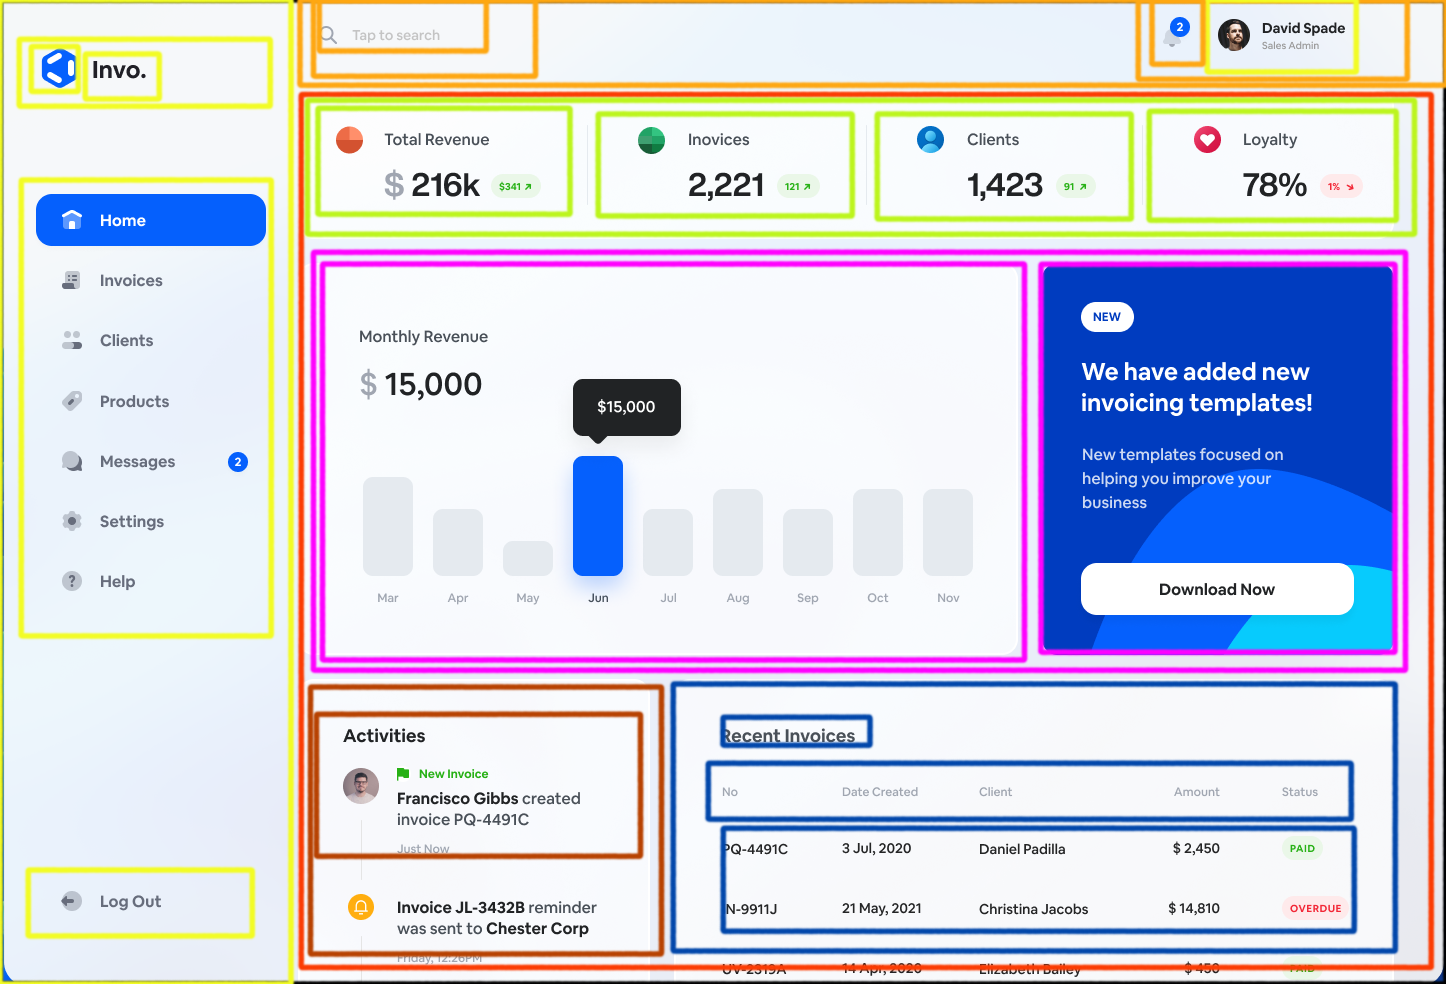 Invo.
Home
Invoices
Clients
Products
Messages
2
Settings
Help
Log Out
Tap to search
2
David Spade
Sales Admin
Total Revenue
$ 216k $341
Inovices
2,221 121
Clients
1,423 91
Loyalty
78% 1%
Monthly Revenue
$ 15,000
$15,000
Mar Apr May Jun Jul Aug Sep Oct Nov
NEW
We have added new
invoicing templates!
New templates focused on
helping you improve your
business
Download Now
Activities
New Invoice
Francisco Gibbs created
invoice PQ-4491C
Just Now
Invoice JL-3432B reminder
was sent to Chester Corp
Friday, 12:26PM
Recent Invoices
No Date Created Client Amount Status
PQ-4491C 3 Jul, 2020 Daniel Padilla $ 2,450 PAID
IN-9911J 21 May, 2021 Christina Jacobs $ 14,810 OVERDUE
UV-2319A 14 Apr, 2020 Elizabeth Bailey $ 450 PAID